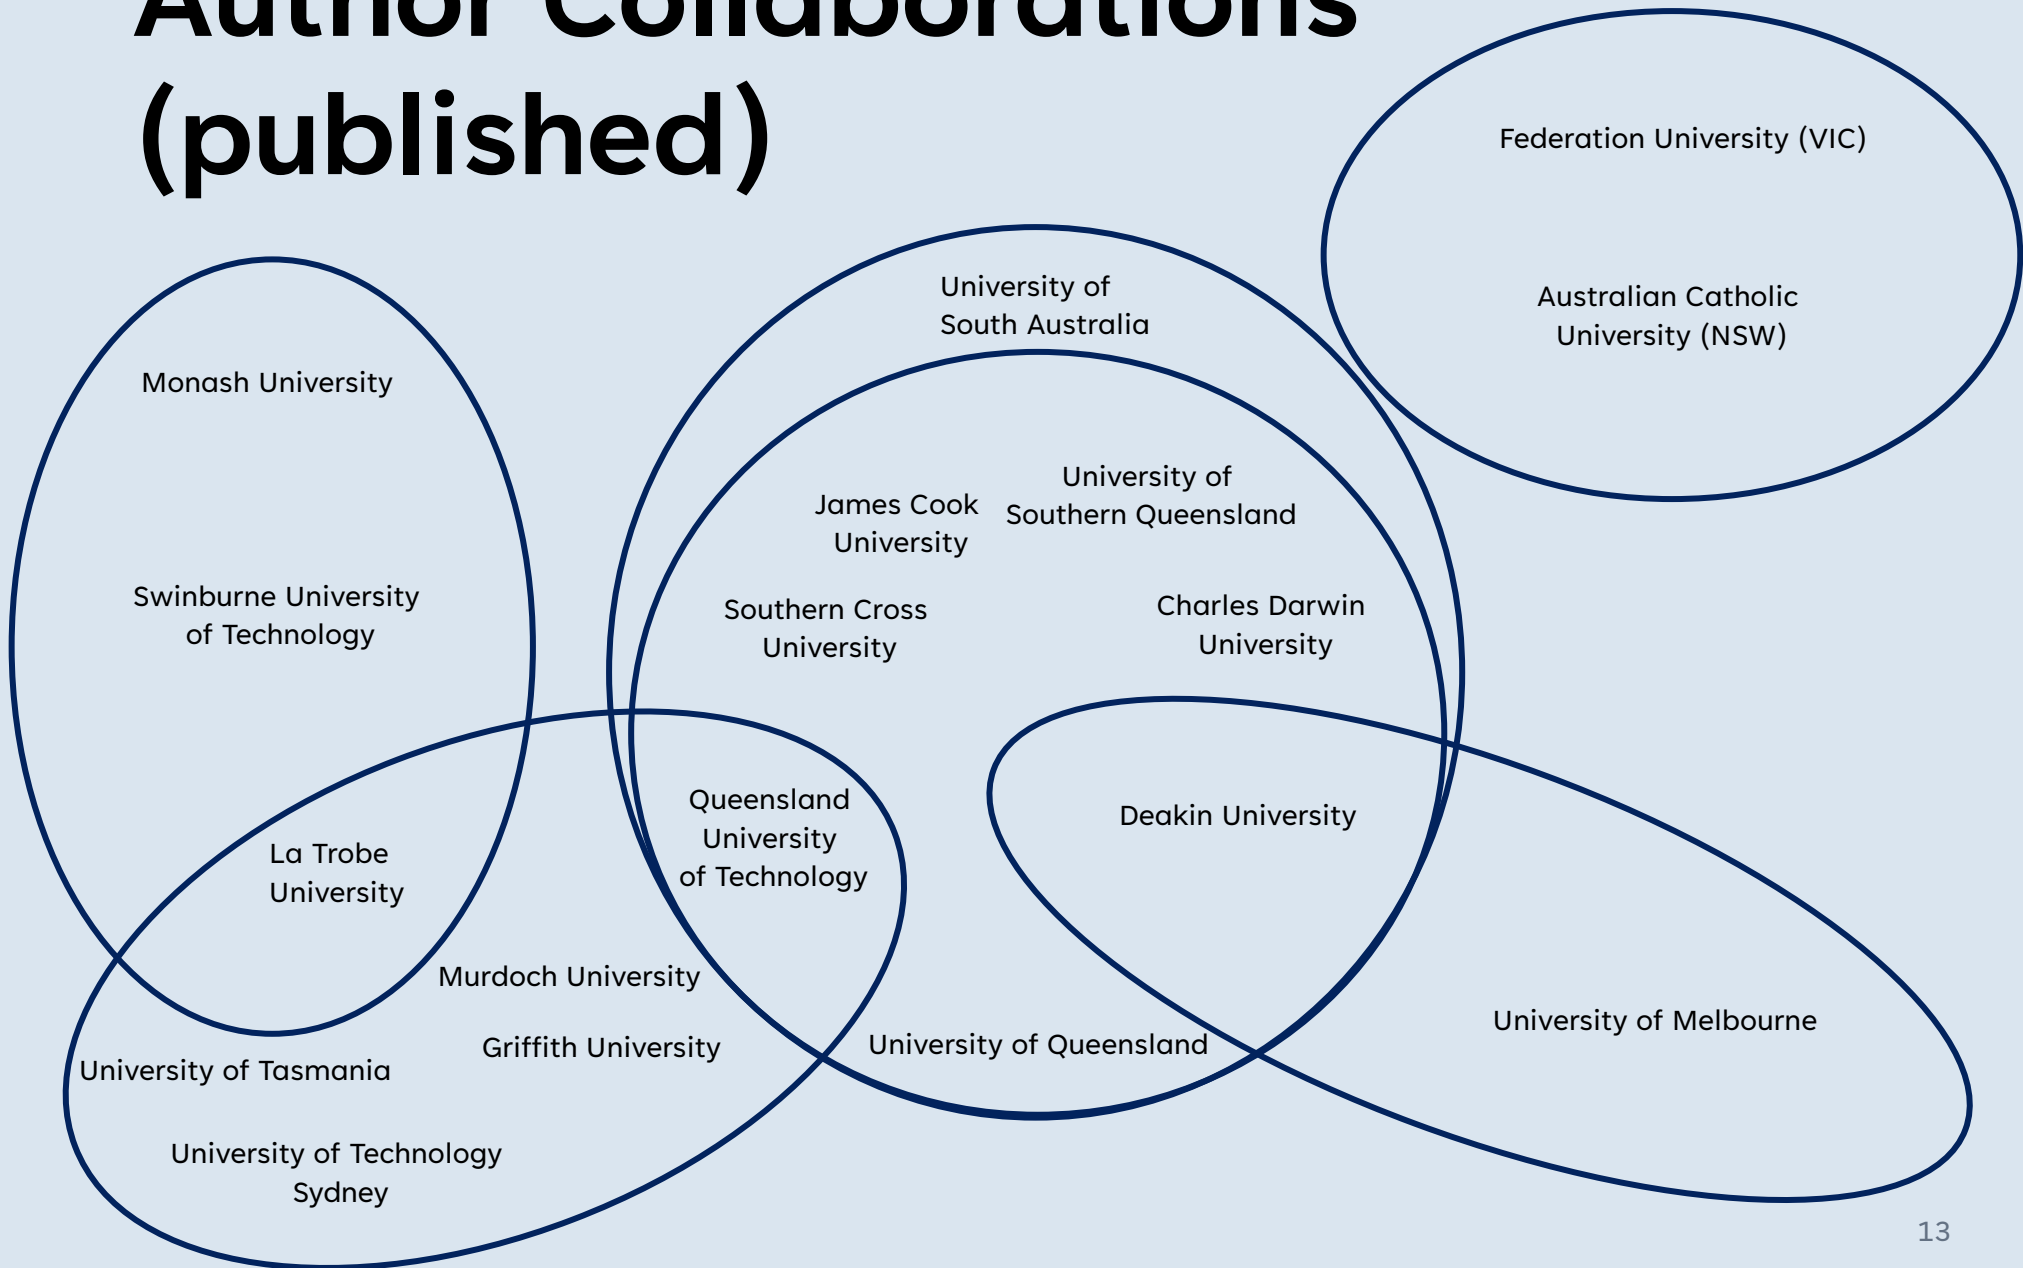 Author Collaborations
(published)
Federation University (VIC)
Australian Catholic
University (NSW)
University of
South Australia
Monash University
University of
Southern Queensland
James Cook
University
Swinburne University
of Technology
Southern Cross
University
Charles Darwin
University
Queensland
University
of Technology
Deakin University
La Trobe
University
Murdoch University
Griffith University
University of Queensland
University of Melbourne
University of Tasmania
University of Technology
Sydney
13